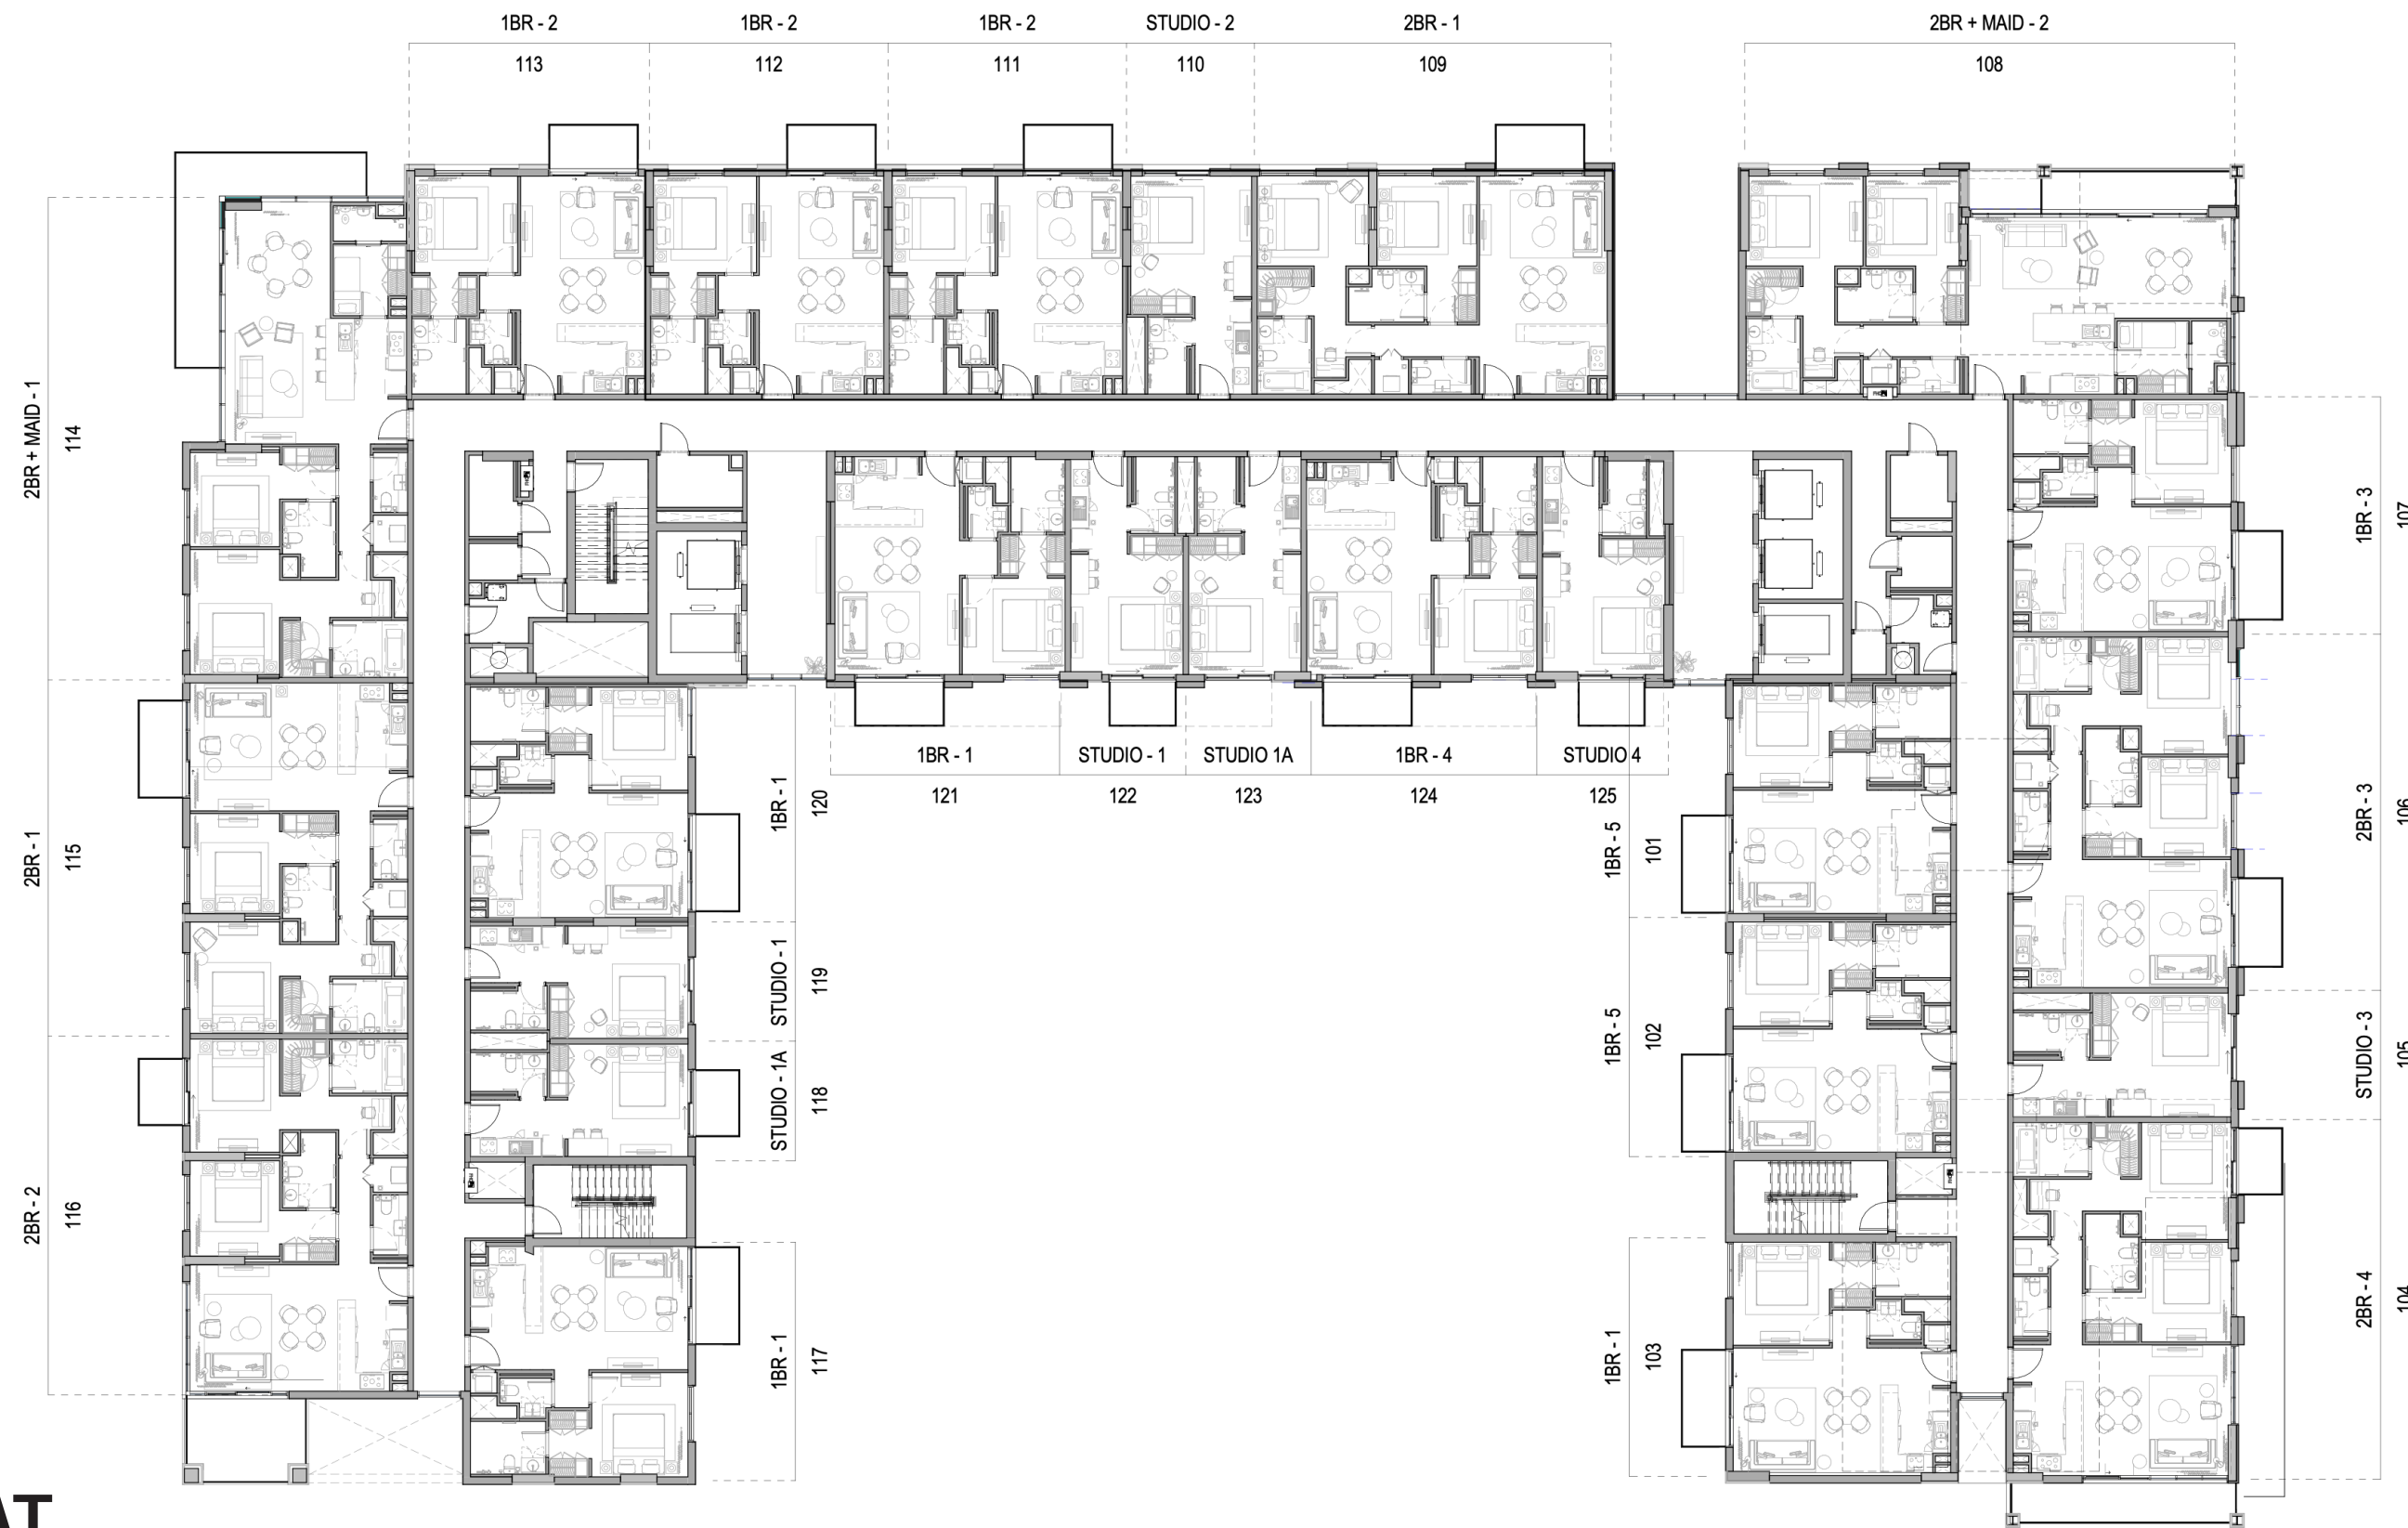 1BR - 2
1BR - 2
1BR - 2
STUDIO - 2
2BR - 1
2BR + MAID - 2
113
112
111
110
109
108
2BR + MAID - 1
114
1BR - 3
107
2BR - 1
115
1BR - 1
120
1BR - 1
STUDIO - 1
STUDIO 1A
1BR - 4
STUDIO 4
121
122
123
124
125
1BR - 5
101
2BR - 3
106
STUDIO - 1
119
1BR - 5
102
STUDIO - 3
105
STUDIO - 1A
118
2BR - 2
116
1BR - 1
117
1BR - 1
103
2BR - 4
104